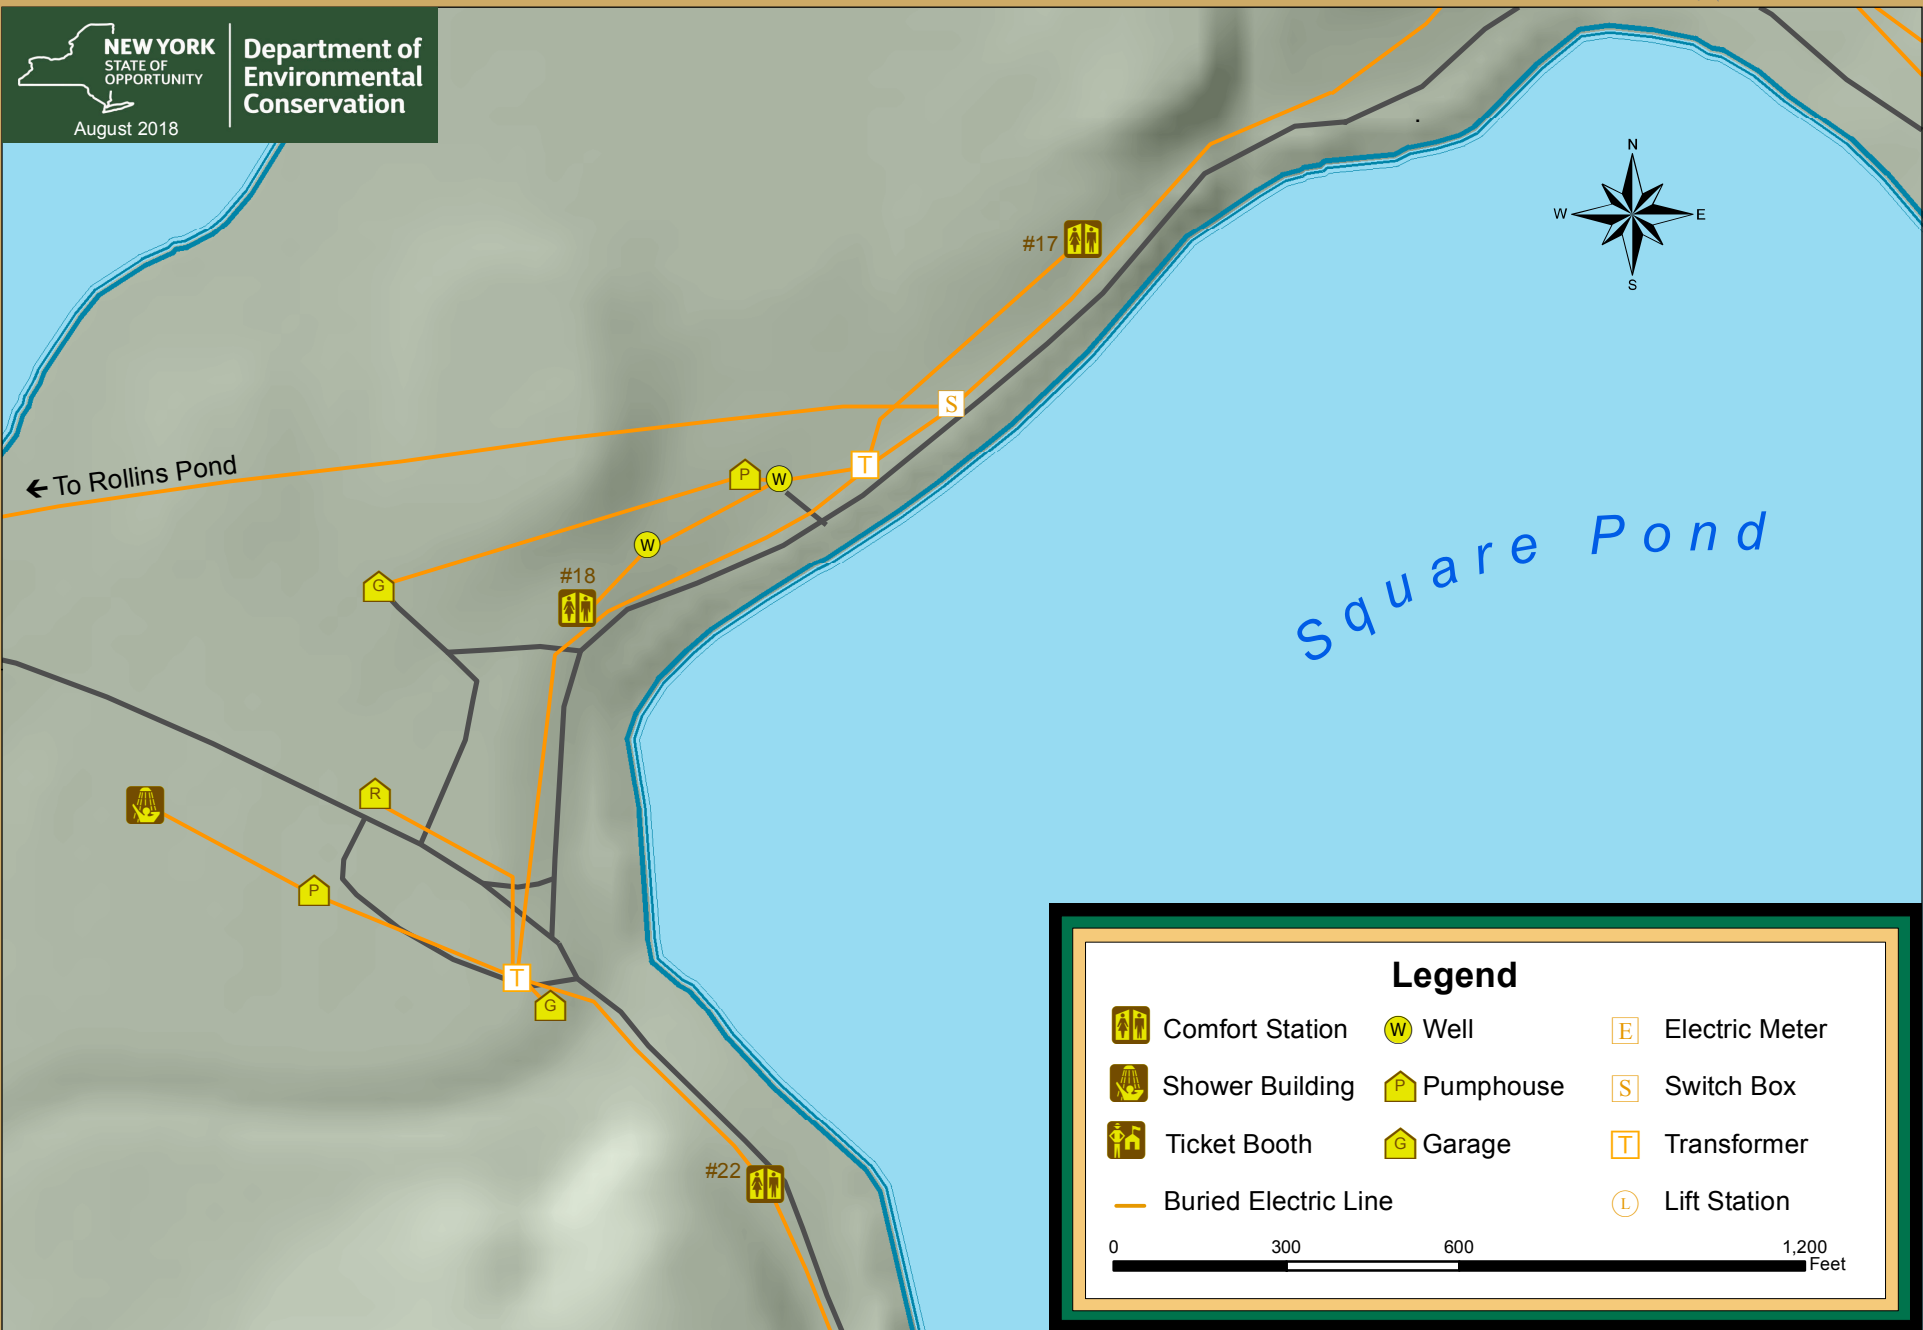 NEW YORK
STATE OF
OPPORTUNITY
Department of
Environmental
Conservation
August 2018
N
W
E
S
#17
S
← To Rollins Pond
T
P
W
W
#18
G
Square Pond
R
P
T
G
#22
Legend
Comfort Station
W Well
E Electric Meter
Shower Building
P Pumphouse
S Switch Box
Ticket Booth
G Garage
T Transformer
Buried Electric Line
L Lift Station
0 300 600 1,200
Feet